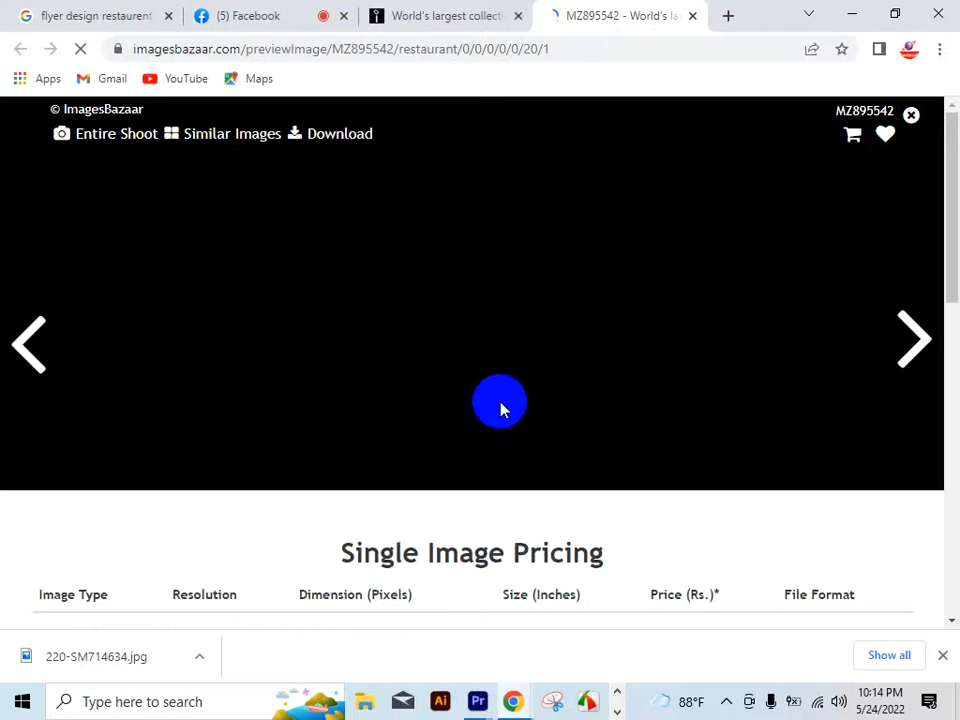 flyer design restaurent
(5) Facebook
World's largest collecti
MZ895542 - World's la
imagesbazaar.com/previewImage/MZ895542/restaurant/0/0/0/0/0/20/1
Apps
Gmail
YouTube
Maps
© ImagesBazaar
MZ895542
Entire Shoot
Similar Images
Download
Single Image Pricing
Image Type
Resolution
Dimension (Pixels)
Size (Inches)
Price (Rs.)*
File Format
220-SM714634.jpg
Show all
Type here to search
Ai
Pr
88°F
10:14 PM
5/24/2022